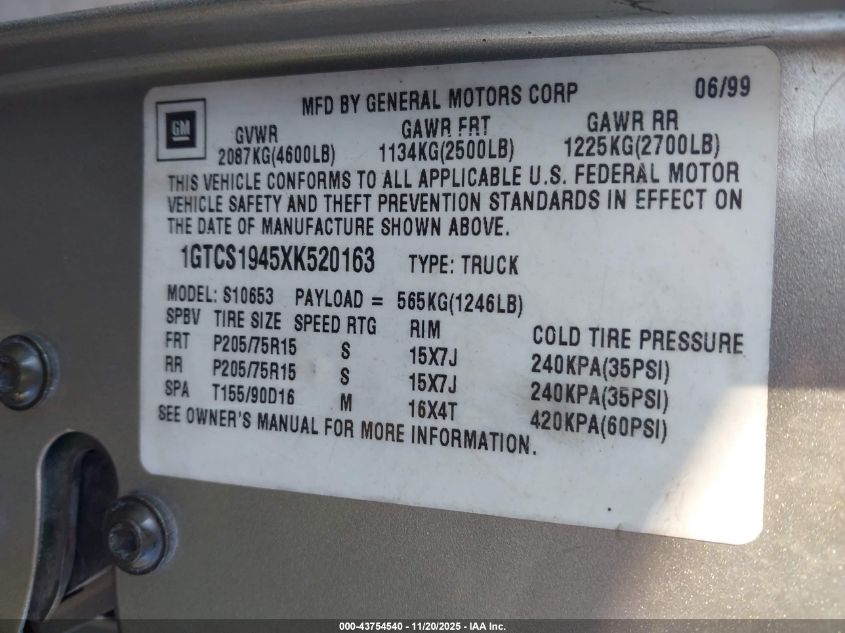 MFD BY GENERAL MOTORS CORP 06/99
GM
GVWR GAWR FRT GAWR RR
2087KG(4600LB) 1134KG(2500LB) 1225KG(2700LB)
THIS VEHICLE CONFORMS TO ALL APPLICABLE U.S. FEDERAL MOTOR
VEHICLE SAFETY AND THEFT PREVENTION STANDARDS IN EFFECT ON
THE DATE OF MANUFACTURE SHOWN ABOVE.
1GTCS1945XK520163 TYPE: TRUCK
MODEL: S10653 PAYLOAD = 565KG(1246LB)
SPBV TIRE SIZE SPEED RTG RIM COLD TIRE PRESSURE
FRT P205/75R15 S 15X7J 240KPA(35PSI)
RR P205/75R15 S 15X7J 240KPA(35PSI)
SPA T155/90D16 M 16X4T 420KPA(60PSI)
SEE OWNER'S MANUAL FOR MORE INFORMATION.
000-43754540 - 11/20/2025 - IAA Inc.